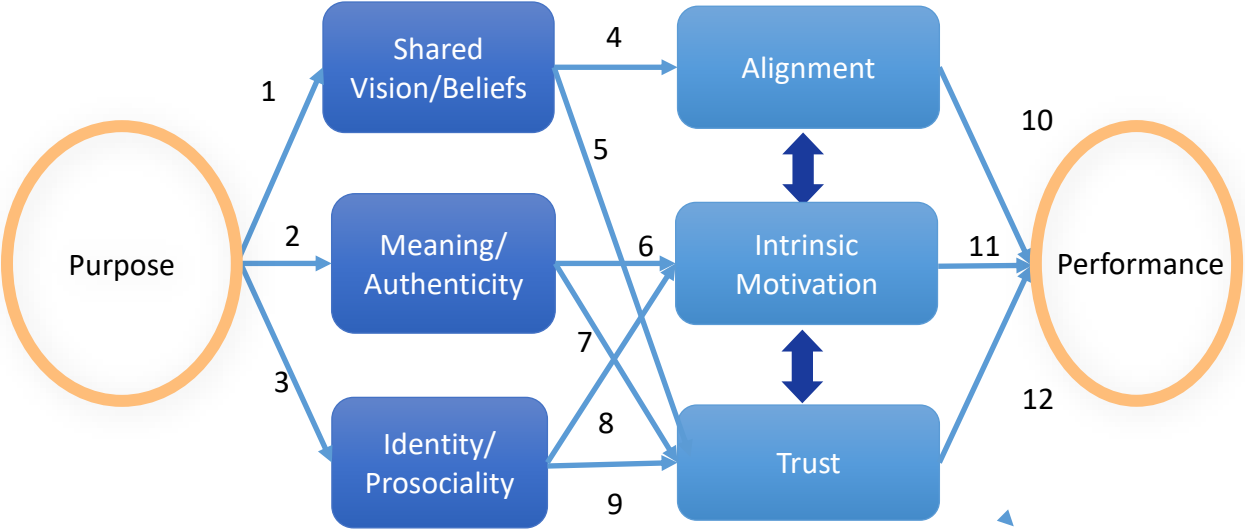 Shared
Vision/Beliefs
4
Alignment
1
10
5
Purpose
2
Meaning/
Authenticity
6
Intrinsic
Motivation
11
Performance
7
3
Identity/
Prosociality
8
9
Trust
12